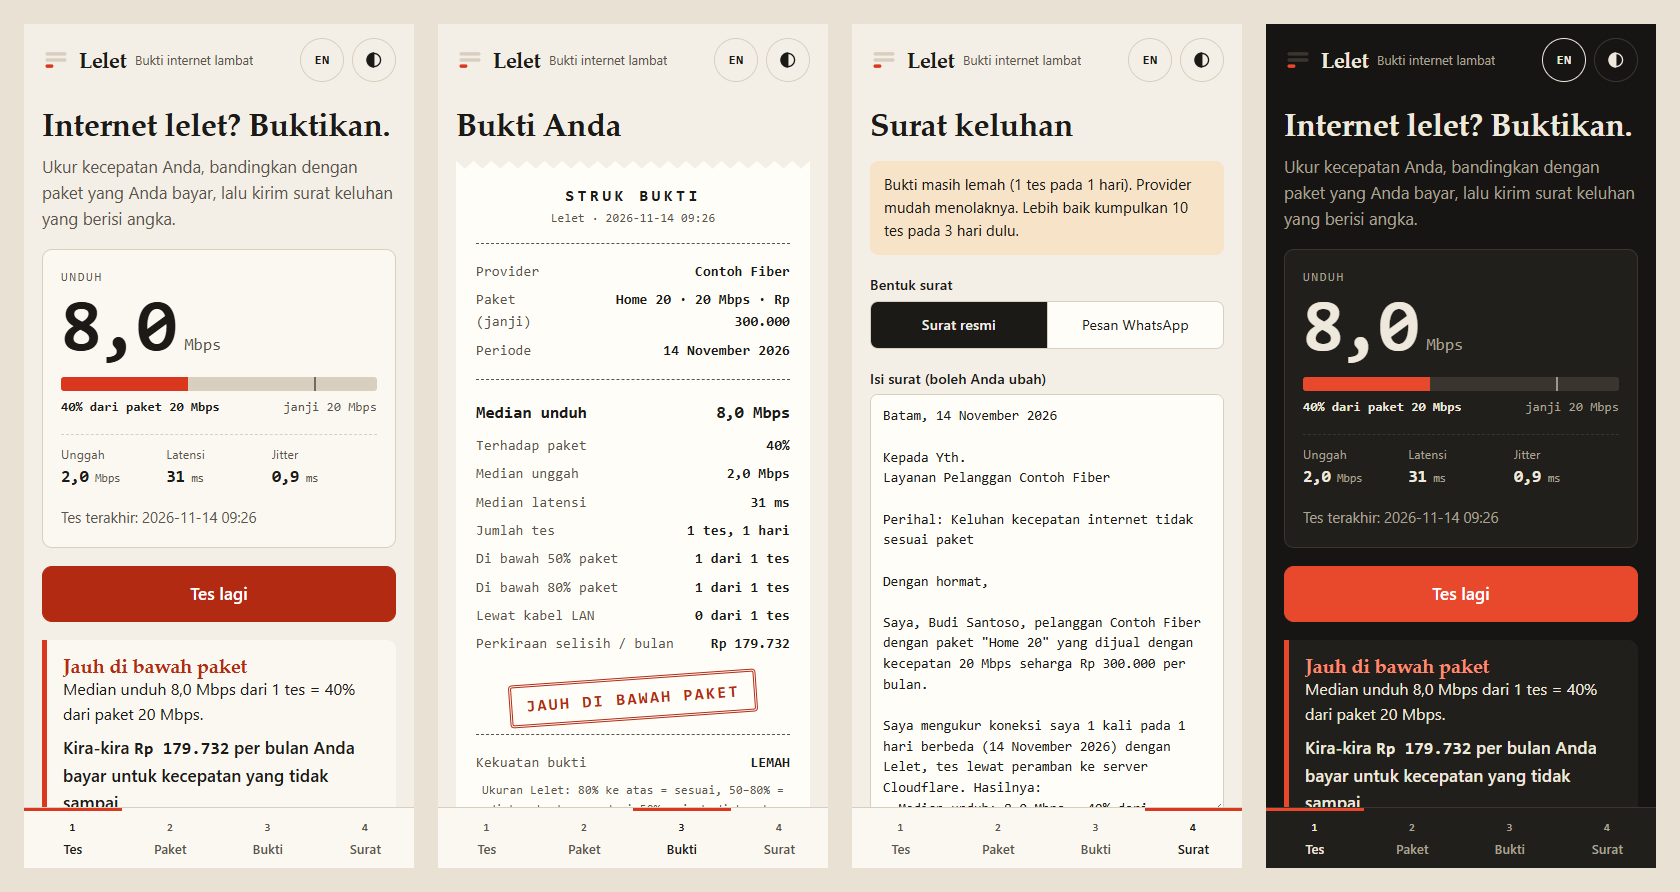 Lelet Bukti internet lambat EN
Internet lelet? Buktikan.
Ukur kecepatan Anda, bandingkan dengan
paket yang Anda bayar, lalu kirim surat keluhan
yang berisi angka.
UNDUH
8,0 Mbps
40% dari paket 20 Mbps janji 20 Mbps
Unggah Latensi Jitter
2,0 Mbps 31 ms 0,9 ms
Tes terakhir: 2026-11-14 09:26
Tes lagi
Jauh di bawah paket
Median unduh 8,0 Mbps dari 1 tes = 40%
dari paket 20 Mbps.
Kira-kira Rp 179.732 per bulan Anda
bayar untuk kecepatan yang tidak
sampai
1 2 3 4
Tes Paket Bukti Surat
Lelet Bukti internet lambat EN
Bukti Anda
STRUK BUKTI
Lelet · 2026-11-14 09:26
Provider Contoh Fiber
Paket Home 20 · 20 Mbps · Rp
(janji) 300.000
Periode 14 November 2026
Median unduh 8,0 Mbps
Terhadap paket 40%
Median unggah 2,0 Mbps
Median latensi 31 ms
Jumlah tes 1 tes, 1 hari
Di bawah 50% paket 1 dari 1 tes
Di bawah 80% paket 1 dari 1 tes
Lewat kabel LAN 0 dari 1 tes
Perkiraan selisih / bulan Rp 179.732
JAUH DI BAWAH PAKET
Kekuatan bukti LEMAH
Ukuran Lelet: 80% ke atas = sesuai, 50–80% =
1 2 3 4
Tes Paket Bukti Surat
Lelet Bukti internet lambat EN
Surat keluhan
Bukti masih lemah (1 tes pada 1 hari). Provider
mudah menolaknya. Lebih baik kumpulkan 10
tes pada 3 hari dulu.
Bentuk surat
Surat resmi Pesan WhatsApp
Isi surat (boleh Anda ubah)
Batam, 14 November 2026
Kepada Yth.
Layanan Pelanggan Contoh Fiber
Perihal: Keluhan kecepatan internet tidak
sesuai paket
Dengan hormat,
Saya, Budi Santoso, pelanggan Contoh Fiber
dengan paket "Home 20" yang dijual dengan
kecepatan 20 Mbps seharga Rp 300.000 per
bulan.
Saya mengukur koneksi saya 1 kali pada 1
hari berbeda (14 November 2026) dengan
Lelet, tes lewat peramban ke server
Cloudflare. Hasilnya:
1 2 3 4
Tes Paket Bukti Surat
Lelet Bukti internet lambat EN
Internet lelet? Buktikan.
Ukur kecepatan Anda, bandingkan dengan
paket yang Anda bayar, lalu kirim surat keluhan
yang berisi angka.
UNDUH
8,0 Mbps
40% dari paket 20 Mbps janji 20 Mbps
Unggah Latensi Jitter
2,0 Mbps 31 ms 0,9 ms
Tes terakhir: 2026-11-14 09:26
Tes lagi
Jauh di bawah paket
Median unduh 8,0 Mbps dari 1 tes = 40%
dari paket 20 Mbps.
Kira-kira Rp 179.732 per bulan Anda
bayar untuk kecepatan yang tidak
sampai
1 2 3 4
Tes Paket Bukti Surat